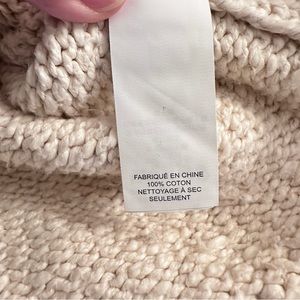 FABRIQUÉ EN CHINE
100% COTON
NETTOYAGE À SEC
SEULEMENT